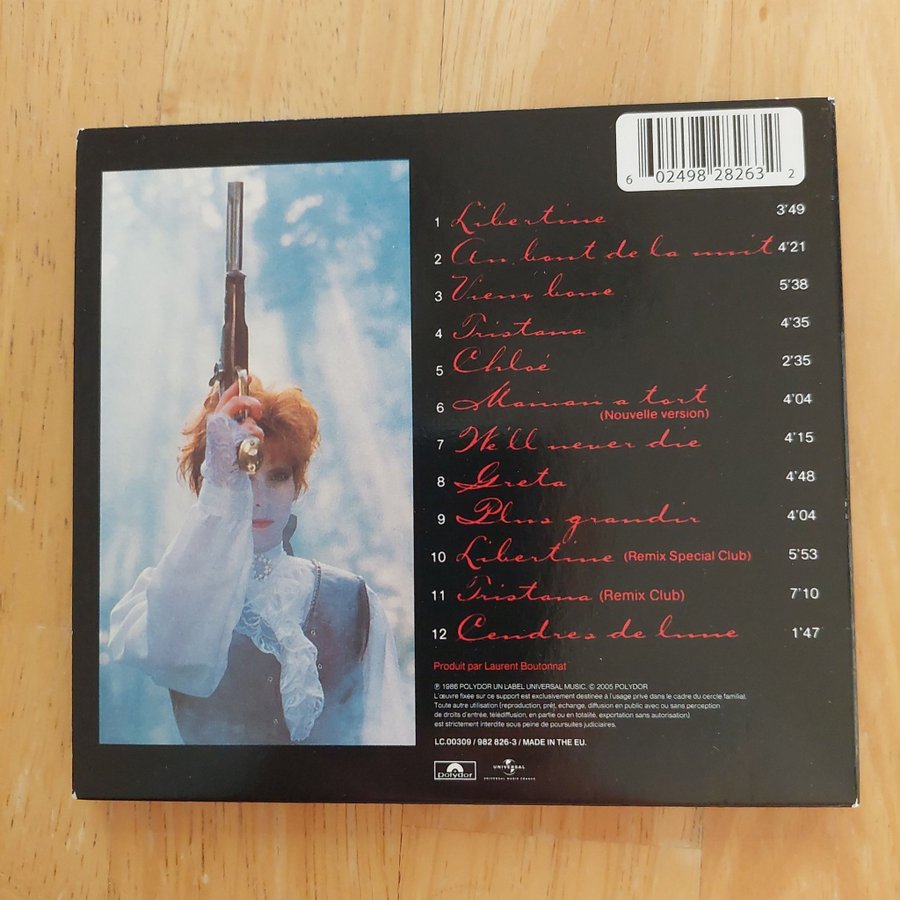 6 02498 28263 2
1 Libertine 3'49
2 Au bout de la nuit 4'21
3 Vieux bouc 5'38
4 Tristana 4'35
5 Chloé 2'35
6 Maman a tort 4'04
(Nouvelle version)
7 We'll never die 4'15
8 Greta 4'48
9 Plus grandir 4'04
10 Libertine (Remix Special Club) 5'53
11 Tristana (Remix Club) 7'10
12 Cendres de lune 1'47
Produit par Laurent Boutonnat
℗ 1986 POLYDOR UN LABEL UNIVERSAL MUSIC. © 2005 POLYDOR
L'œuvre fixée sur ce support est exclusivement destinée à l'usage privé dans le cadre du cercle familial.
Toute autre utilisation (reproduction, prêt, échange, diffusion en public avec ou sans perception
de droits d'entrée, télédiffusion, en partie ou en totalité, exportation sans autorisation)
est strictement interdite sous peine de poursuites judiciaires.
LC.00309 / 982 826-3 / MADE IN THE EU.
polydor
UNIVERSAL
UNIVERSAL MUSIC FRANCE